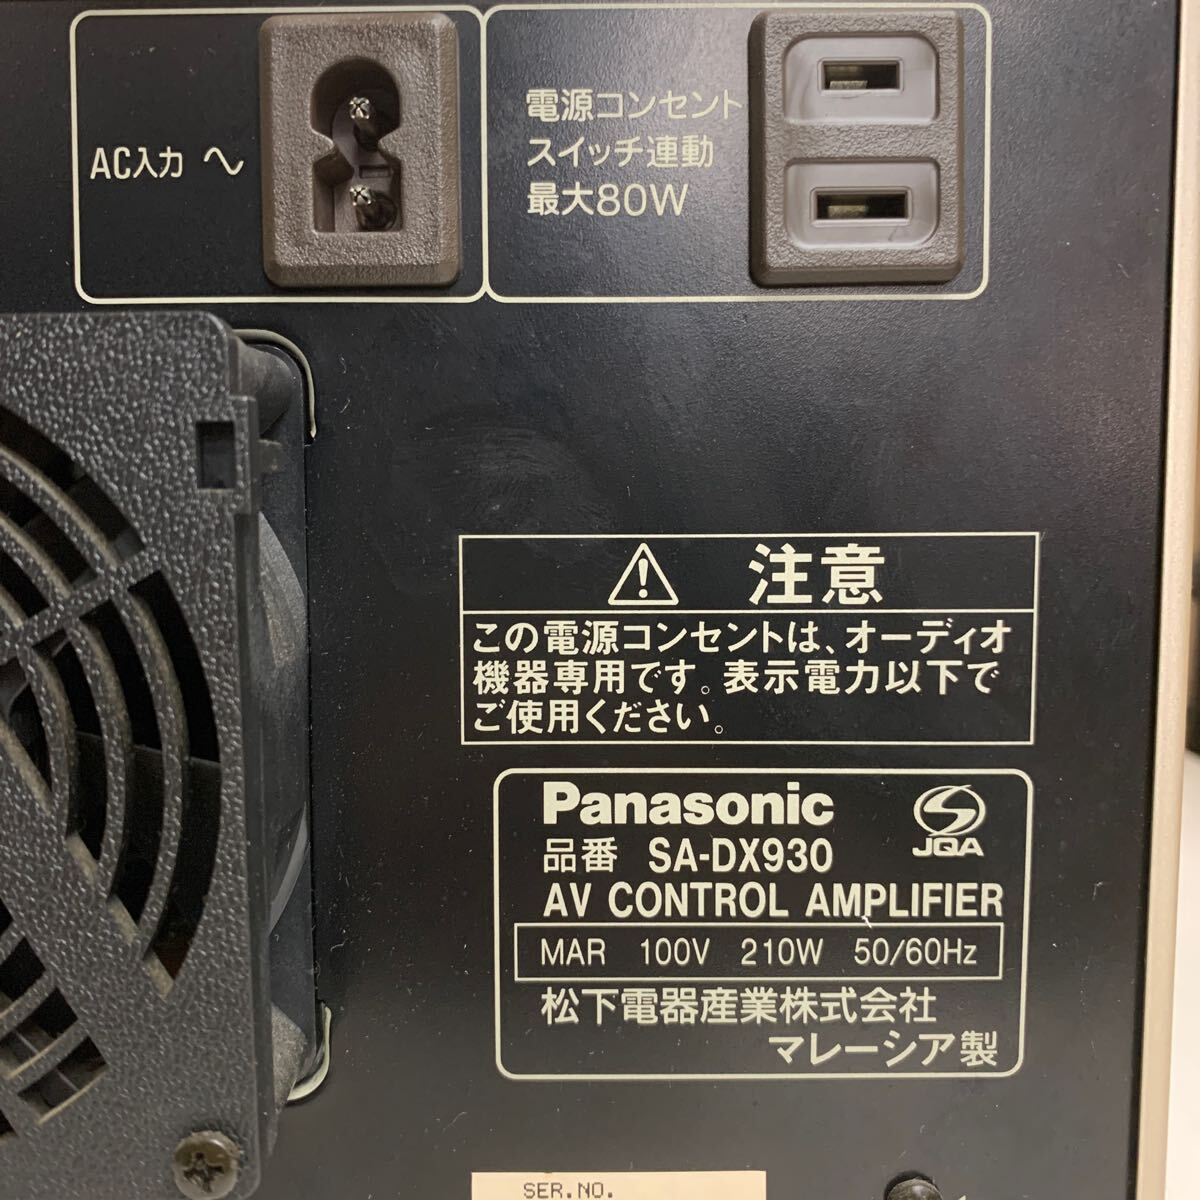 AC入力 ～
電源コンセント
スイッチ連動
最大80W
注意
この電源コンセントは、オーディオ
機器専用です。表示電力以下で
ご使用ください。
Panasonic
JQA
品番 SA-DX930
AV CONTROL AMPLIFIER
MAR 100V 210W 50/60Hz
松下電器産業株式会社
マレーシア製
SER.NO.